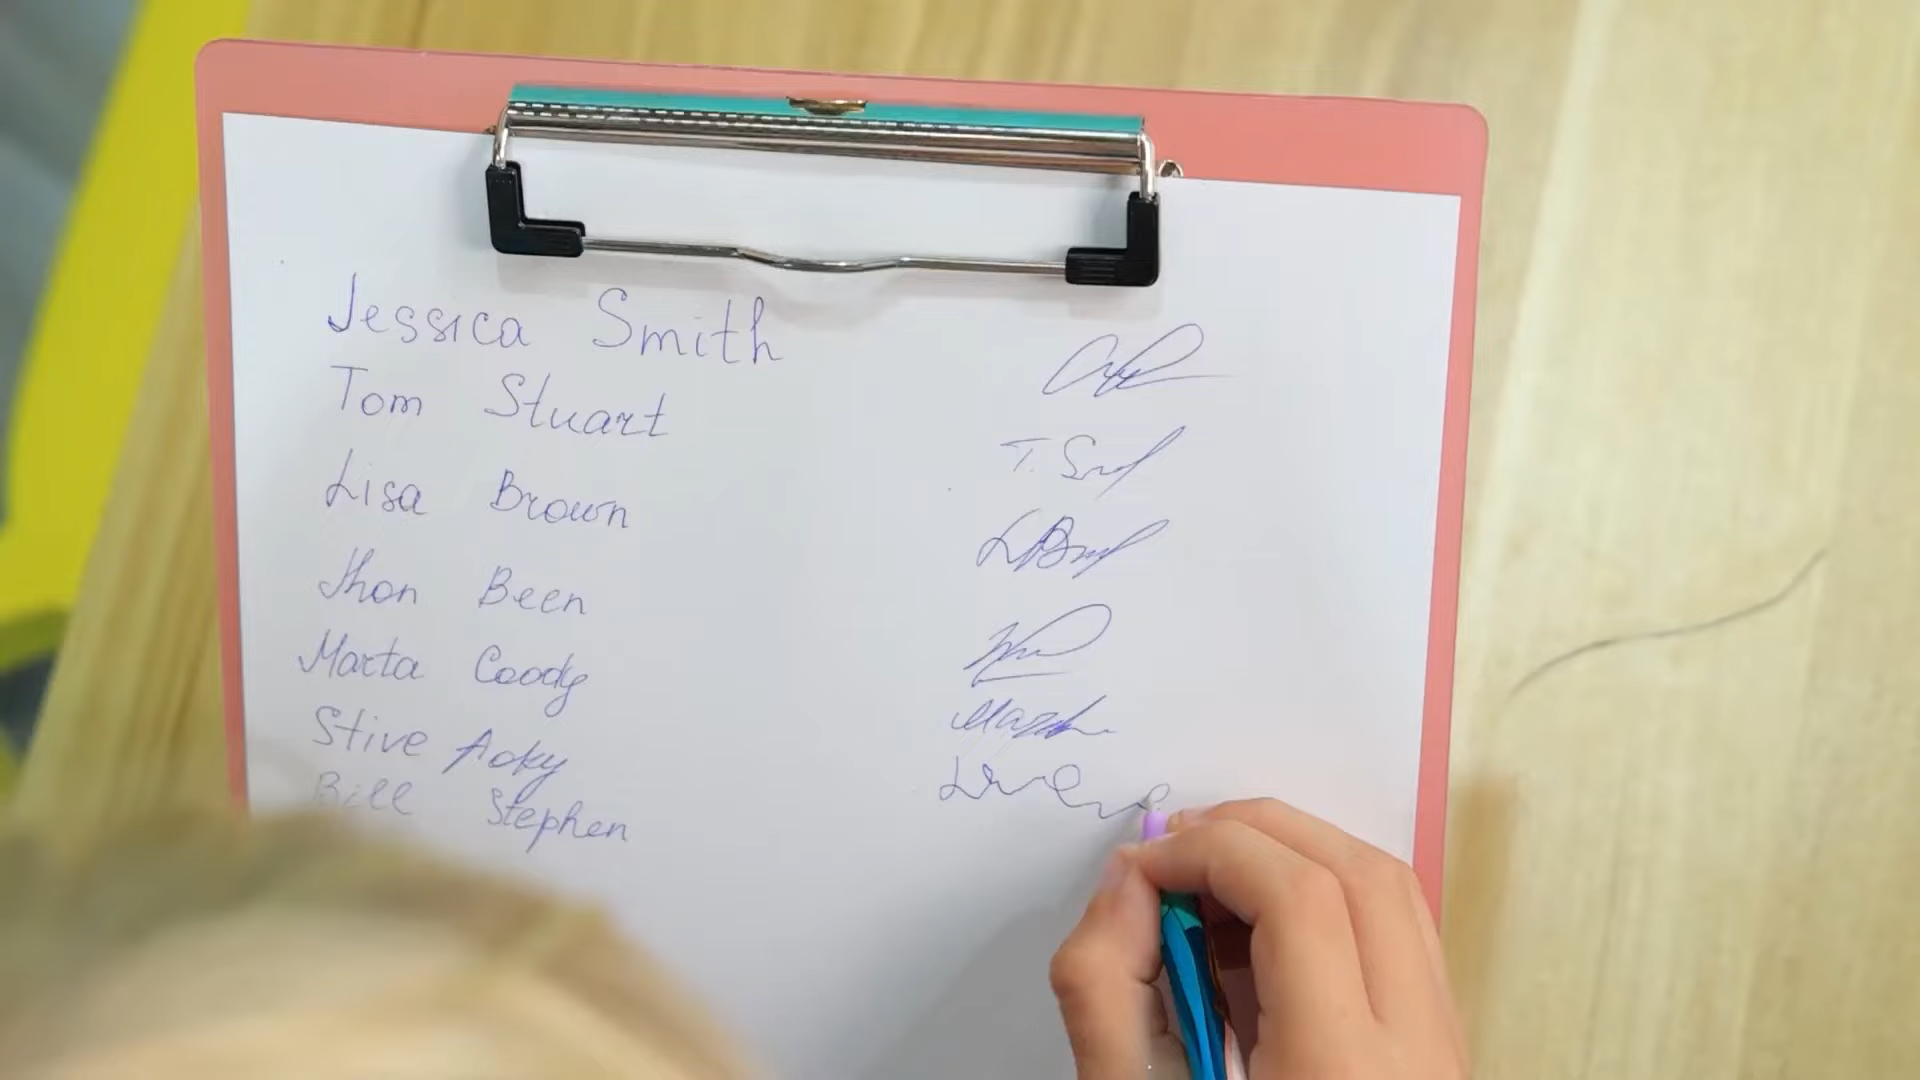 Jessica Smith
Tom Stuart T. S
Lisa Brown
Jhon Been
Marta Coody
Stive Aoky
Bill Stephen